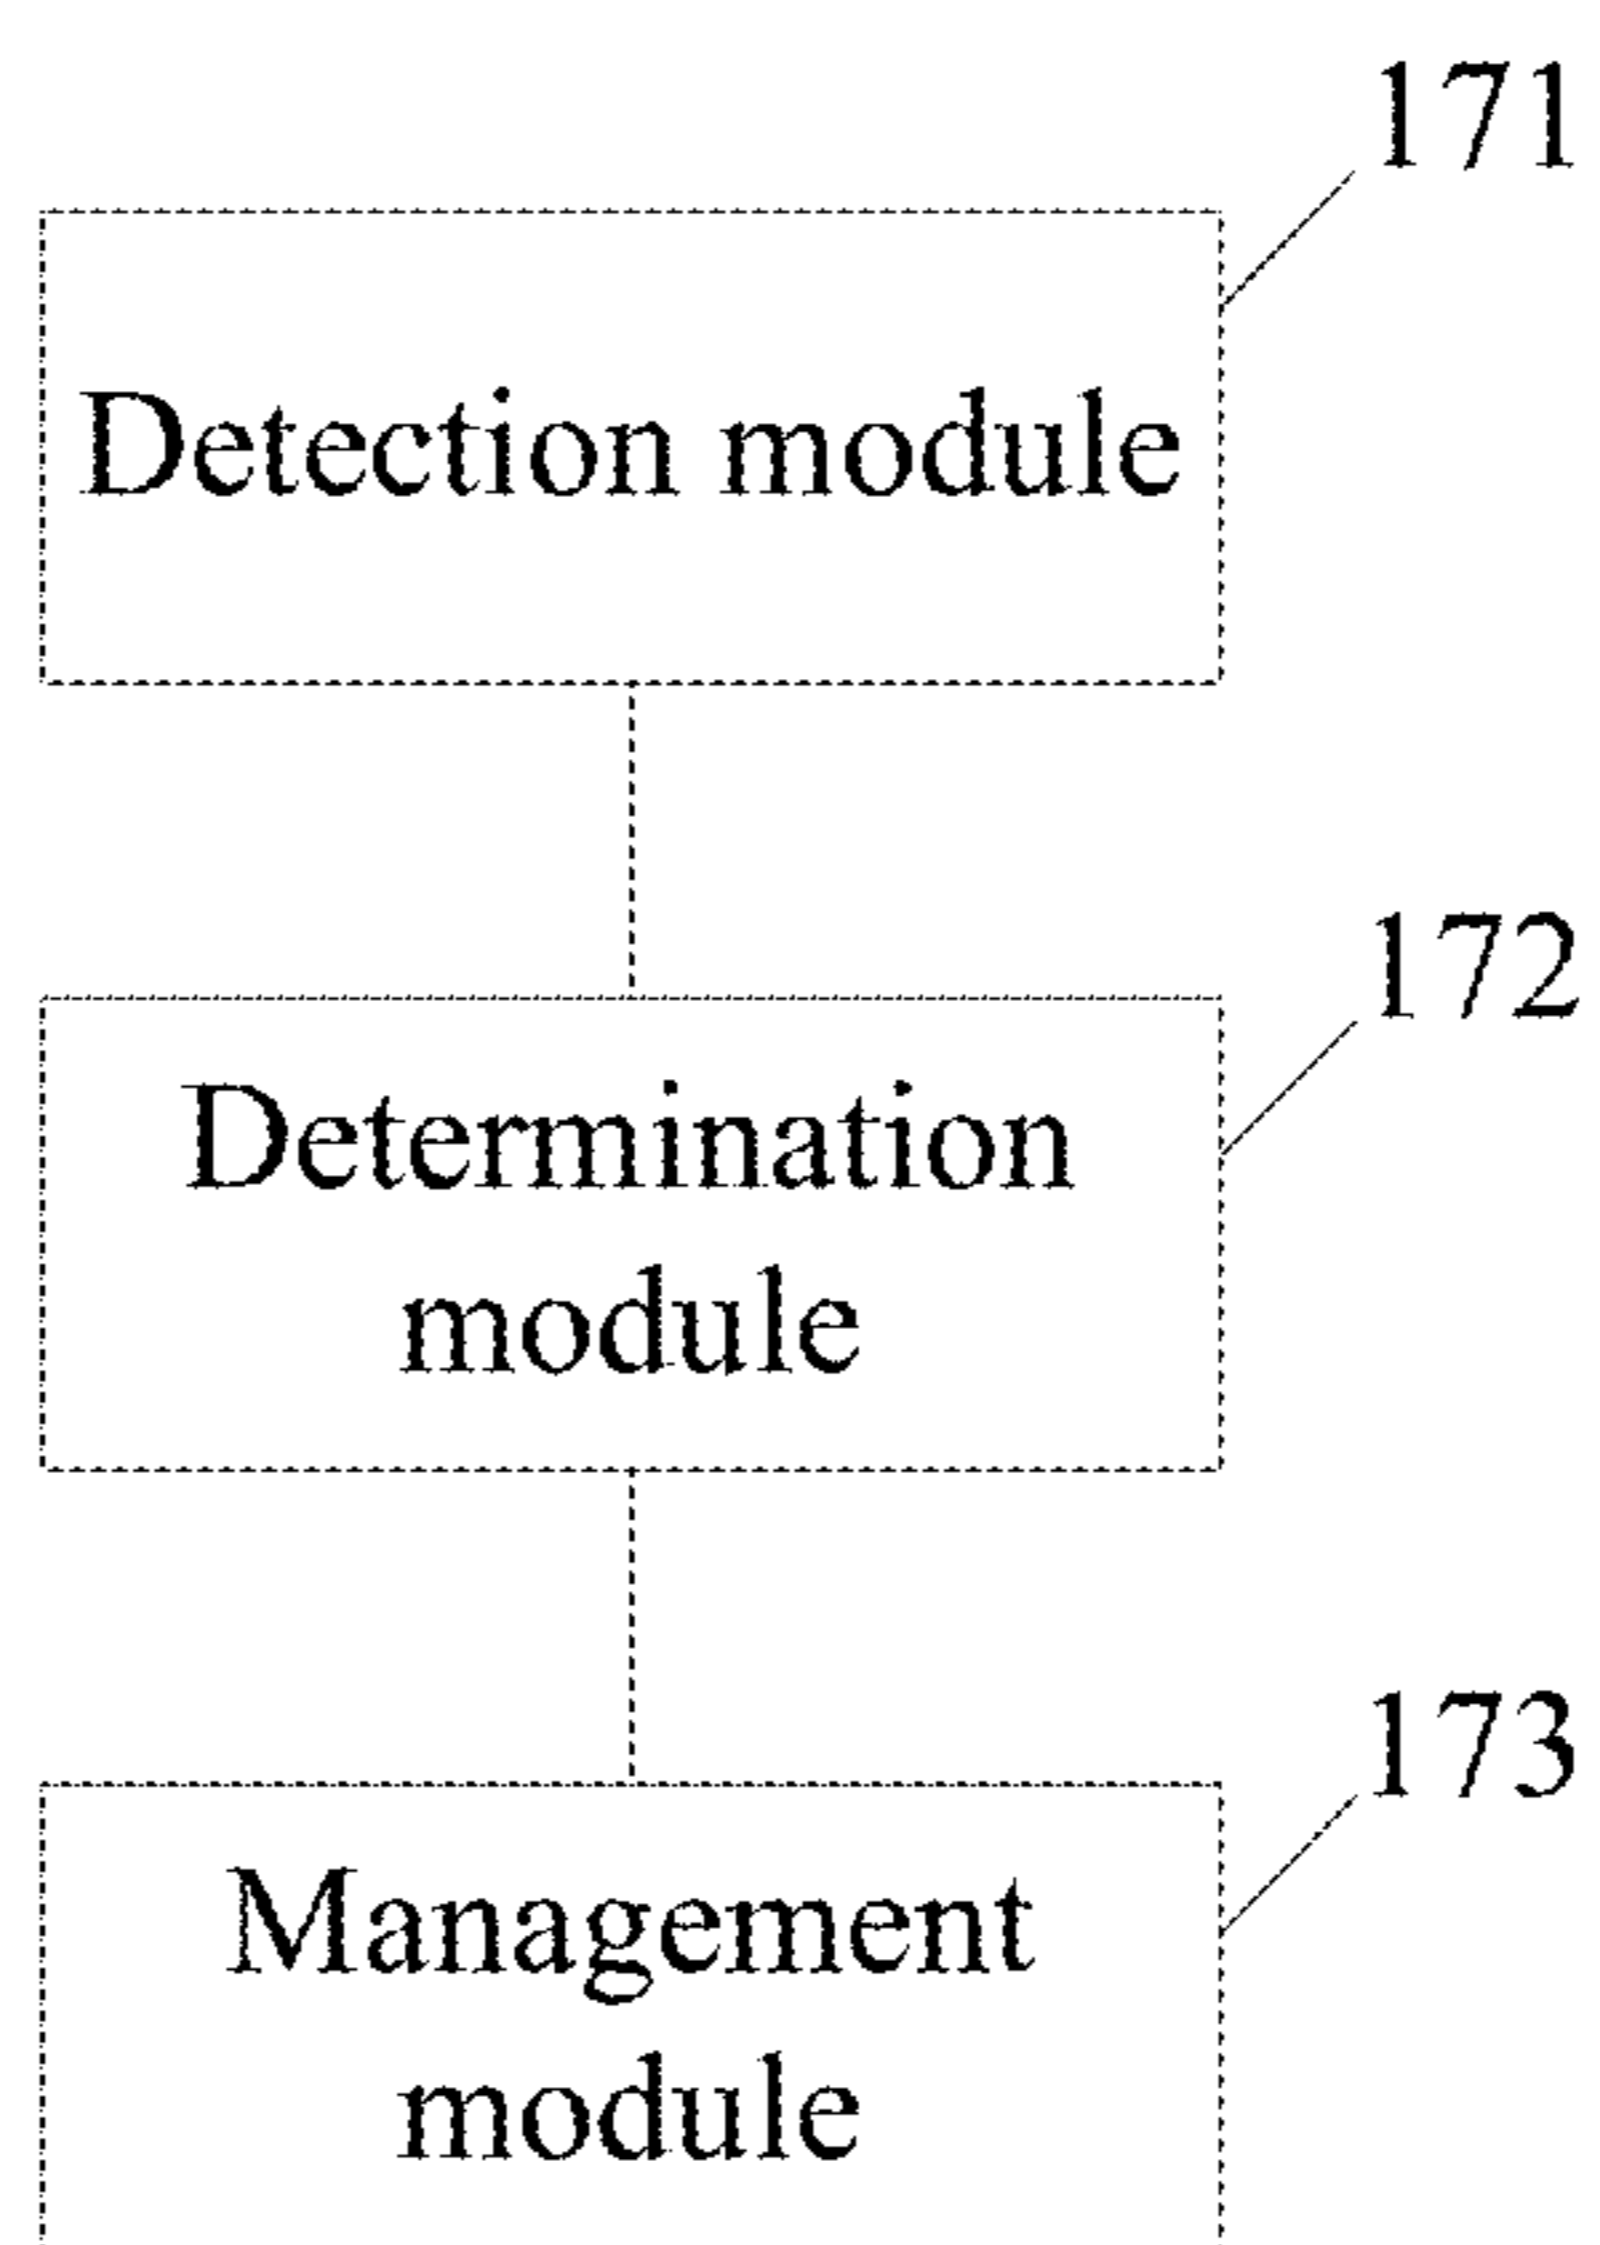 171
Detection module
172
Determination
module
173
Management
module